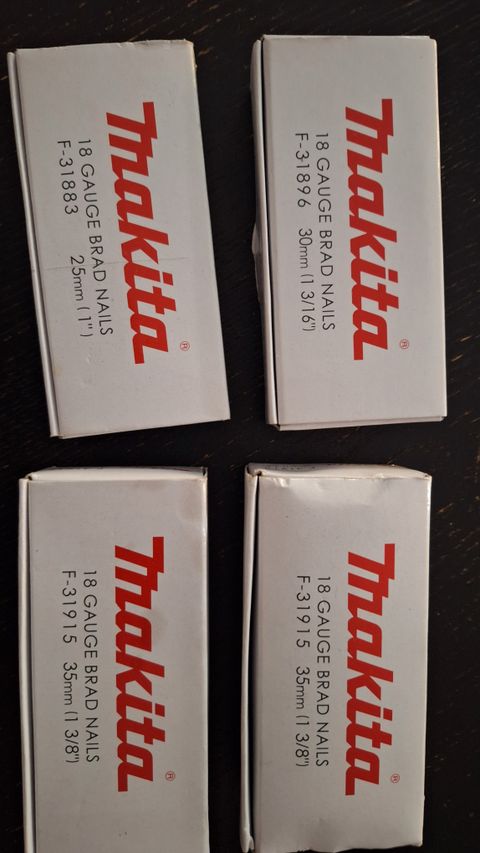 Makita®
18 GAUGE BRAD NAILS
F-31883 25mm (1")
Makita®
18 GAUGE BRAD NAILS
F-31896 30mm (1 3/16")
Makita®
18 GAUGE BRAD NAILS
F-31915 35mm (1 3/8")
Makita®
18 GAUGE BRAD NAILS
F-31915 35mm (1 3/8")